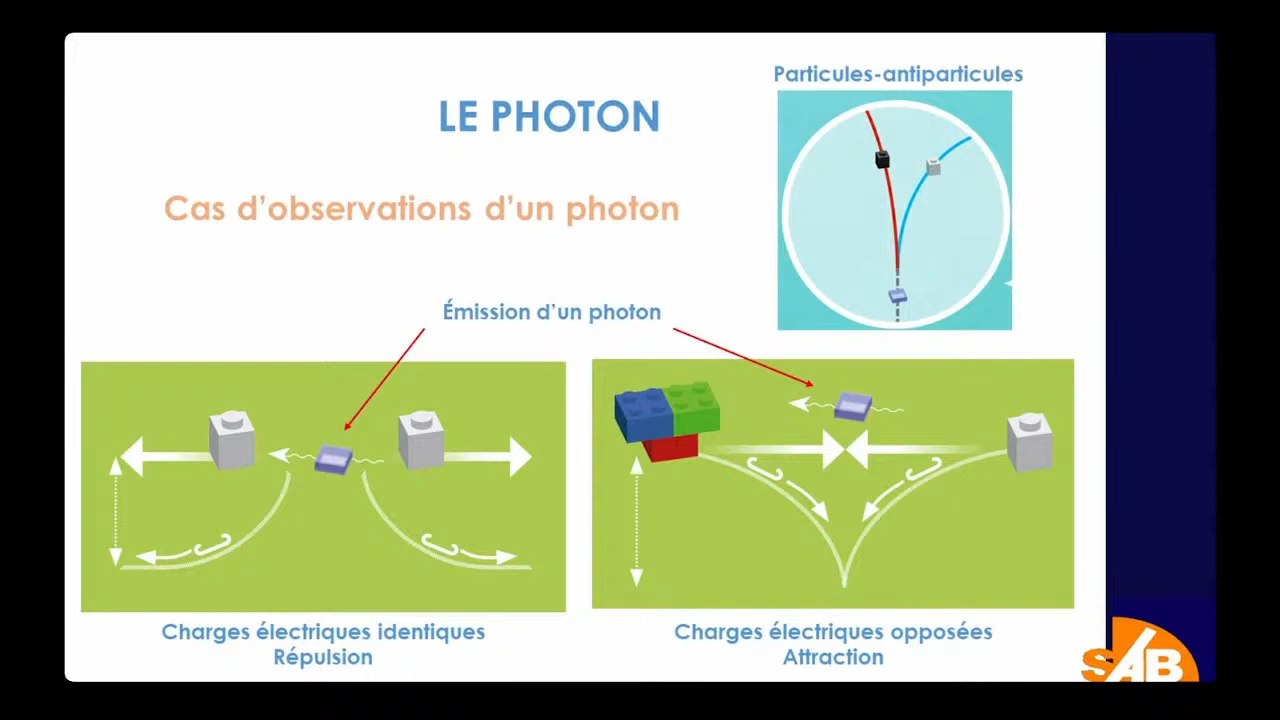 Particules-antiparticules
LE PHOTON
Cas d’observations d’un photon
Émission d’un photon
Charges électriques identiques
Répulsion
Charges électriques opposées
Attraction
SAB